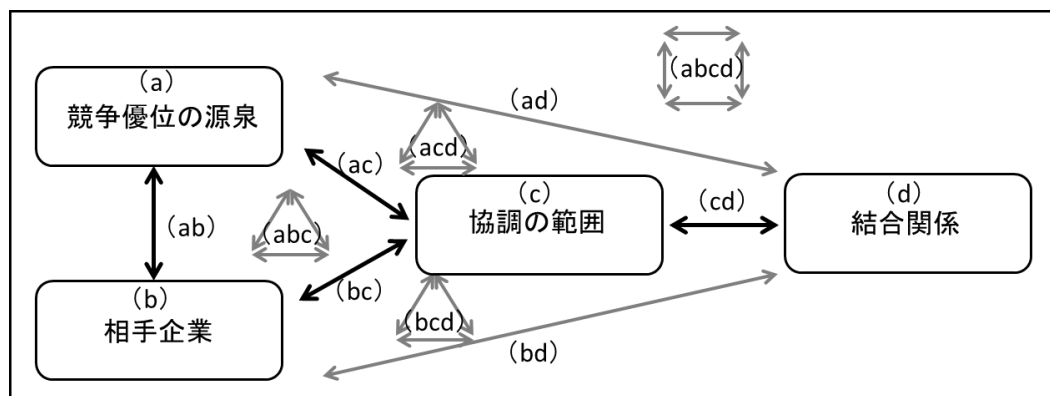 (a)
競争優位の源泉
(abcd)
(ad)
(acd)
(ac)
(c)
協調の範囲
(cd)
(d)
結合関係
(ab)
(abc)
(bc)
(b)
相手企業
(bcd)
(bd)